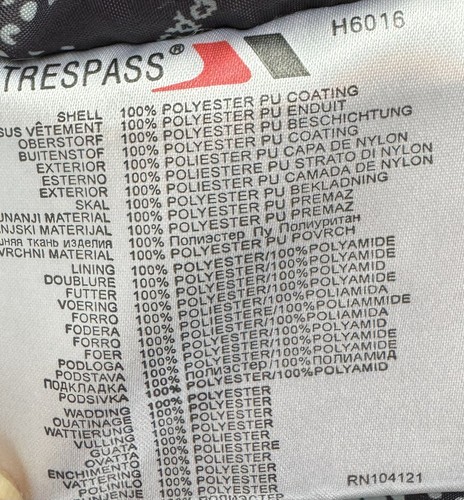 TRESPASS® H6016
SHELL 100% POLYESTER PU COATING
SUS VÊTEMENT 100% POLYESTER PU ENDUIT
OBERSTORF 100% POLYESTER PU BESCHICHTUNG
BUITENSTOF 100% POLYESTER PU COATING
EXTERIOR 100% POLIESTER PU CAPA DE NYLON
ESTERNO 100% POLIESTERE PU STRATO DI NYLON
EXTERIOR 100% POLIESTER PU CAMADA DE NYLON
SKAL 100% POLYESTER PU BEKLADNING
UNANJI MATERIAL 100% POLYESTER PU PREMAZ
NJSKI MATERIJAL 100% POLYESTER PU PREMAZ
ШНЯЯ ТКАНЬ ИЗДЕЛИЯ 100% Полиэстер Пу Полиуритан
VRCHNI MATERIAL 100% POLYESTER PU POVRCH
LINING 100% POLYESTER/100%POLYAMIDE
DOUBLURE 100% POLYESTER/100%POLYAMIDE
FUTTER 100% POLYESTER/100%POLYAMID
VOERING 100% POLYESTER/100%POLYAMIDE
FORRO 100% POLIESTER/100%POLIAMIDA
FODERA 100% POLIESTERE/100%POLIAMMIDE
FORRO 100% POLIESTER/100%POLIAMIDA
FOER 100% POLYESTER/100%POLYAMID
PODLOGA 100% POLYESTER/100%POLYAMIDE
PODSTAVA 100% POLYESTER/100%POLYAMIDE
ПОДКЛАДКА 100% Полиэстер/100%ПОЛИАМИД
PODSIVKA 100% POLYESTER/100%POLYAMID
WADDING 100% POLYESTER
OUATINAGE 100% POLYESTER
WATTIERUNG 100% POLYESTER
VULLING 100% POLYESTER
GUATA 100% POLIESTER
OVATTA 100% POLIESTERE
ENCHIMENTO 100% POLIESTER
VATTERING 100% POLYESTER
POLNILO 100% POLYESTER
100% POLYESTER
RN104121